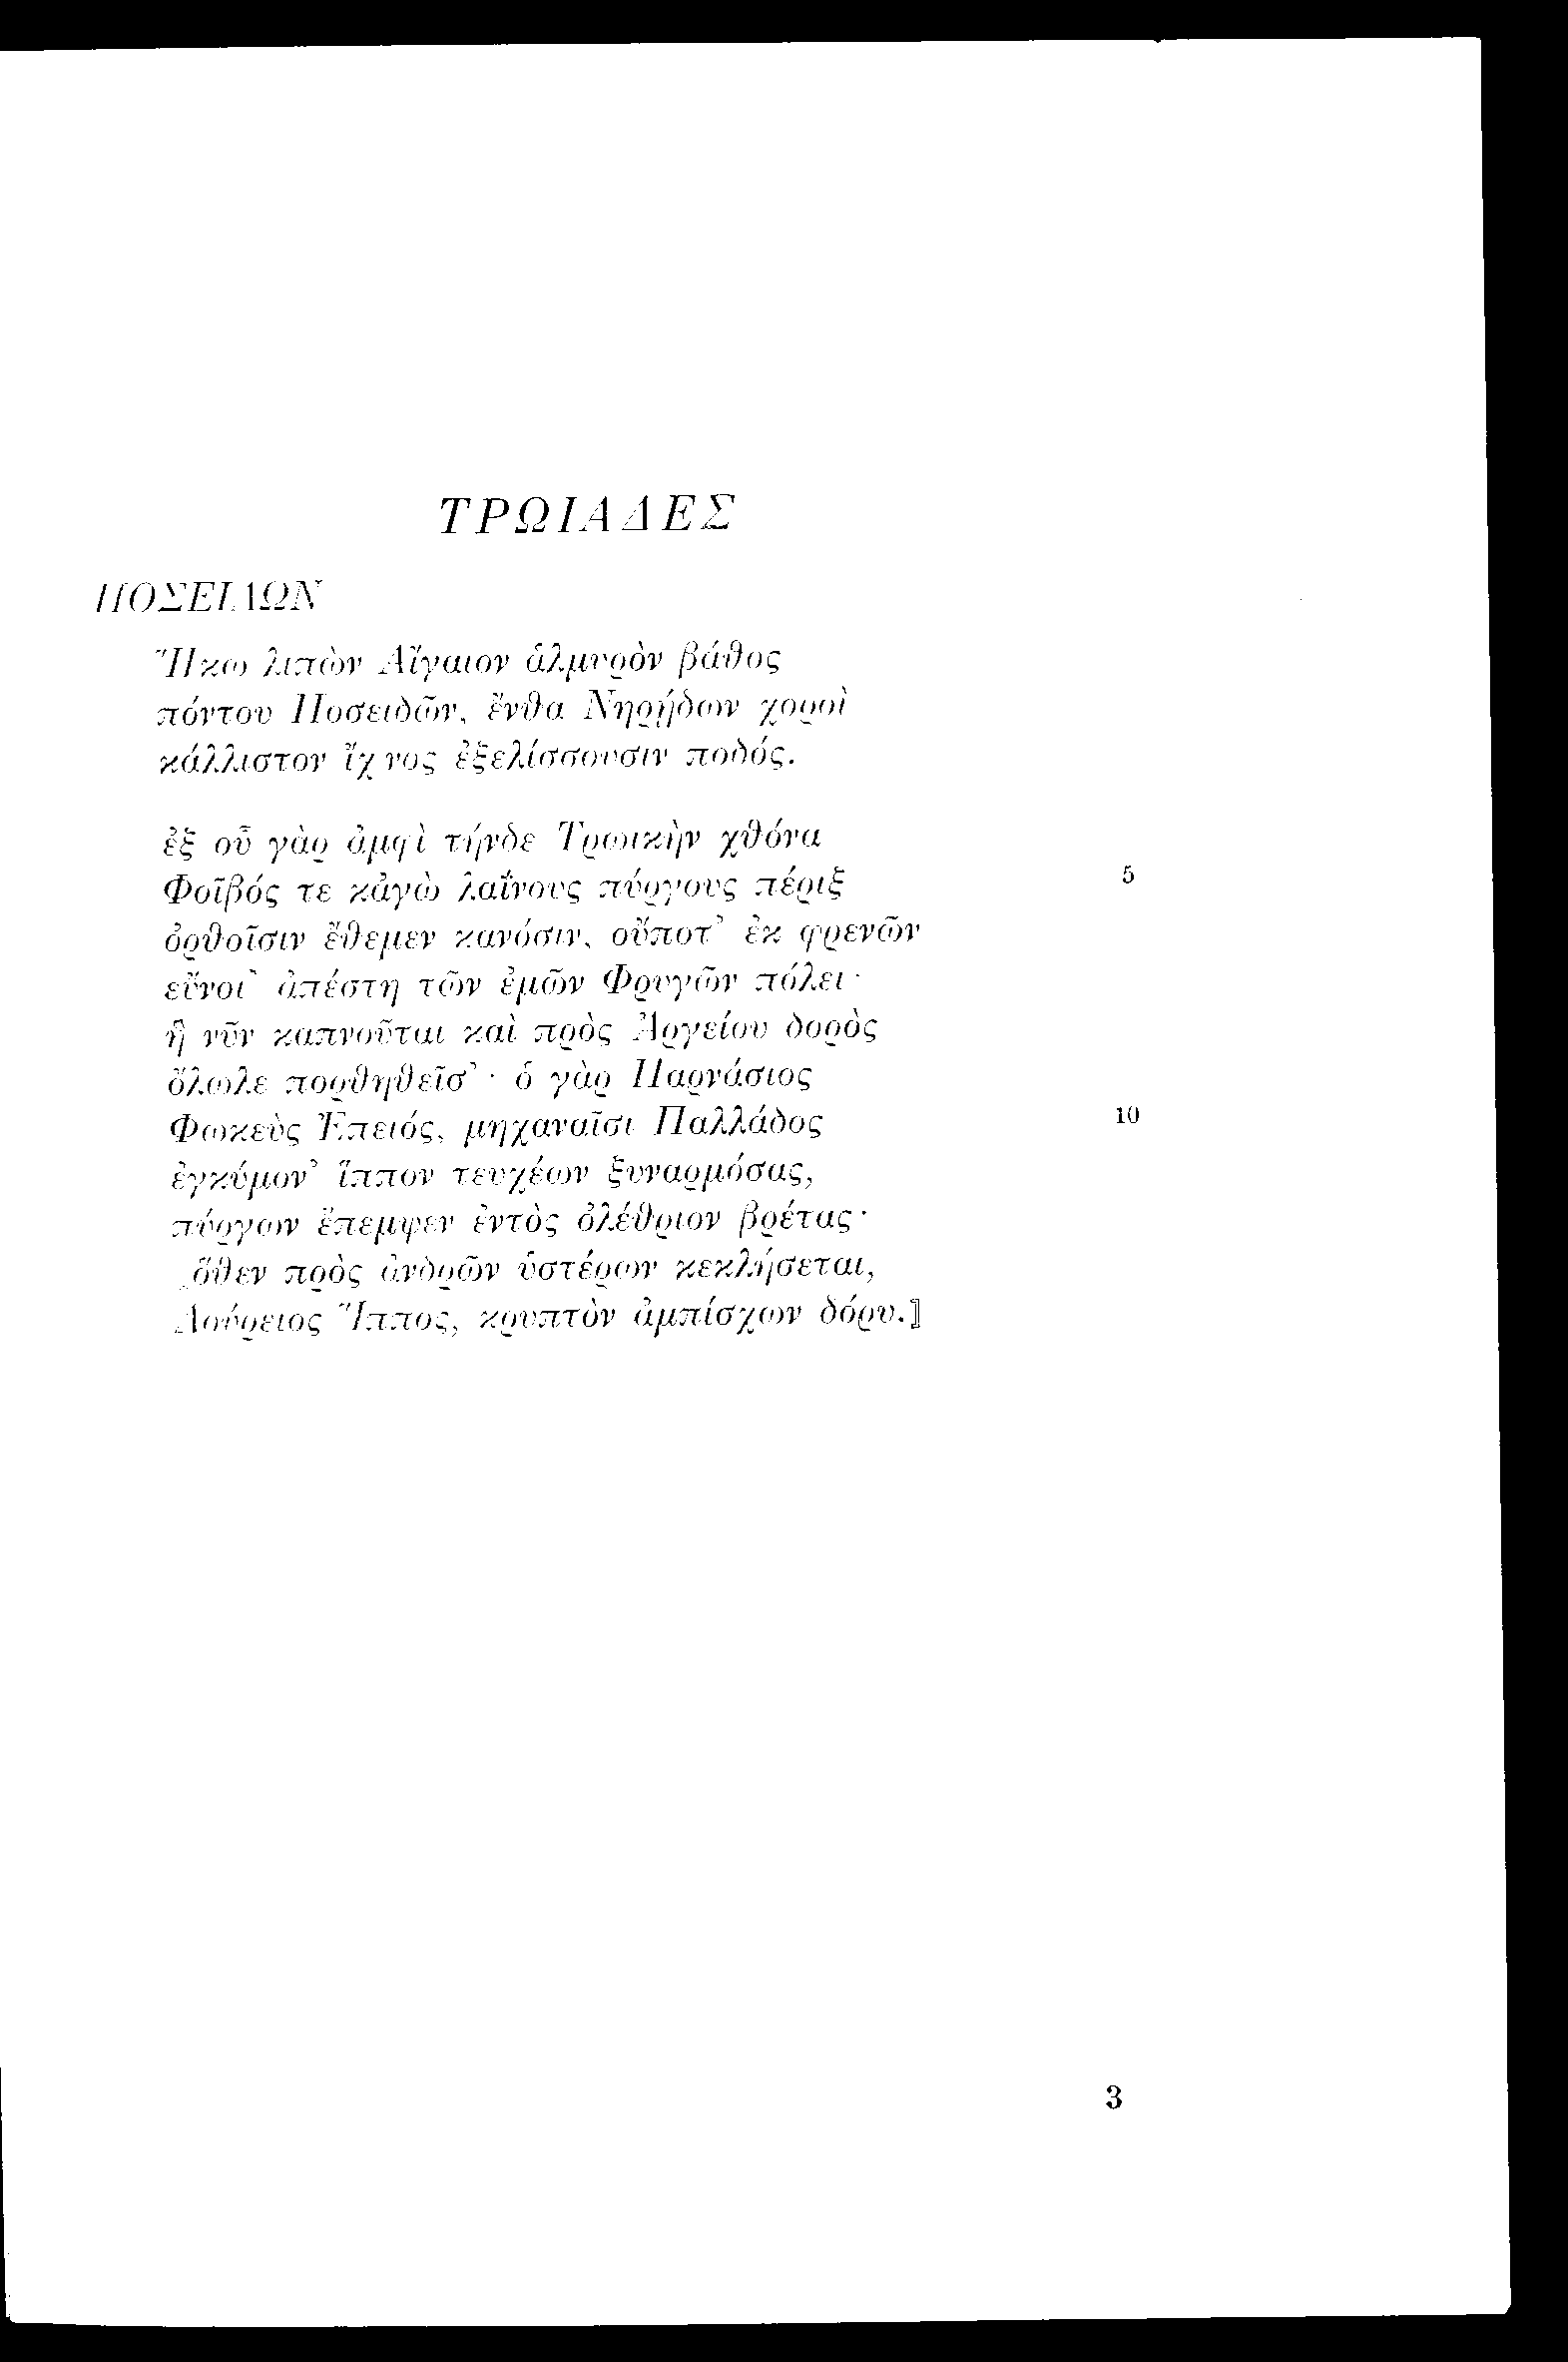 ΤΡΩΙΑΔΕΣ
ΠΟΣΕΙΔΩΝ
Ἥκω λιπὼν Αἴγαιον ἁλμυρὸν βάθος
πόντου Ποσειδῶν, ἔνθα Νηρῄδων χοροὶ
κάλλιστον ἴχνος ἐξελίσσουσιν ποδός.
ἐξ οὗ γὰρ ἀμφὶ τήνδε Τρωικὴν χθόνα
Φοῖβός τε κἀγὼ λαΐνους πύργους πέριξ 5
ὀρθοῖσιν ἔθεμεν κανόσιν, οὔποτ' ἐκ φρενῶν
εὔνοι' ἀπέστη τῶν ἐμῶν Φρυγῶν πόλει·
ἣ νῦν καπνοῦται καὶ πρὸς Ἀργείου δορὸς
ὄλωλε πορθηθεῖσ'· ὁ γὰρ Παρνάσιος
Φωκεὺς Ἐπειός, μηχαναῖσι Παλλάδος 10
ἐγκύμον' ἵππον τευχέων ξυναρμόσας,
πύργων ἔπεμψεν ἐντὸς ὀλέθριον βρέτας·
⟦ὅθεν πρὸς ἀνδρῶν ὑστέρων κεκλήσεται,
Δούρειος Ἵππος, κρυπτὸν ἀμπίσχων δόρυ.⟧
3